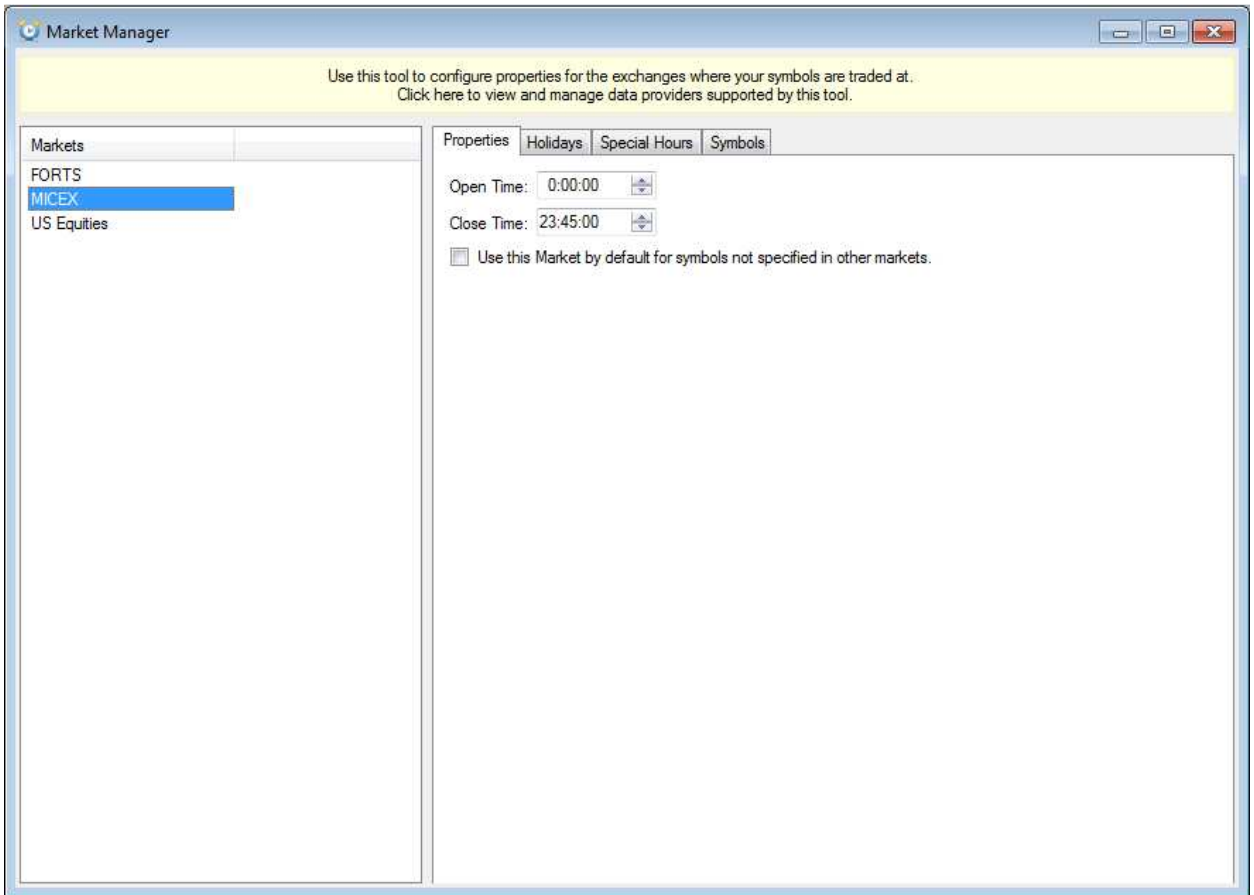 Market Manager
Use this tool to configure properties for the exchanges where your symbols are traded at.
Click here to view and manage data providers supported by this tool.
Markets
FORTS
MICEX
US Equities
Properties Holidays Special Hours Symbols
Open Time: 0:00:00
Close Time: 23:45:00
Use this Market by default for symbols not specified in other markets.